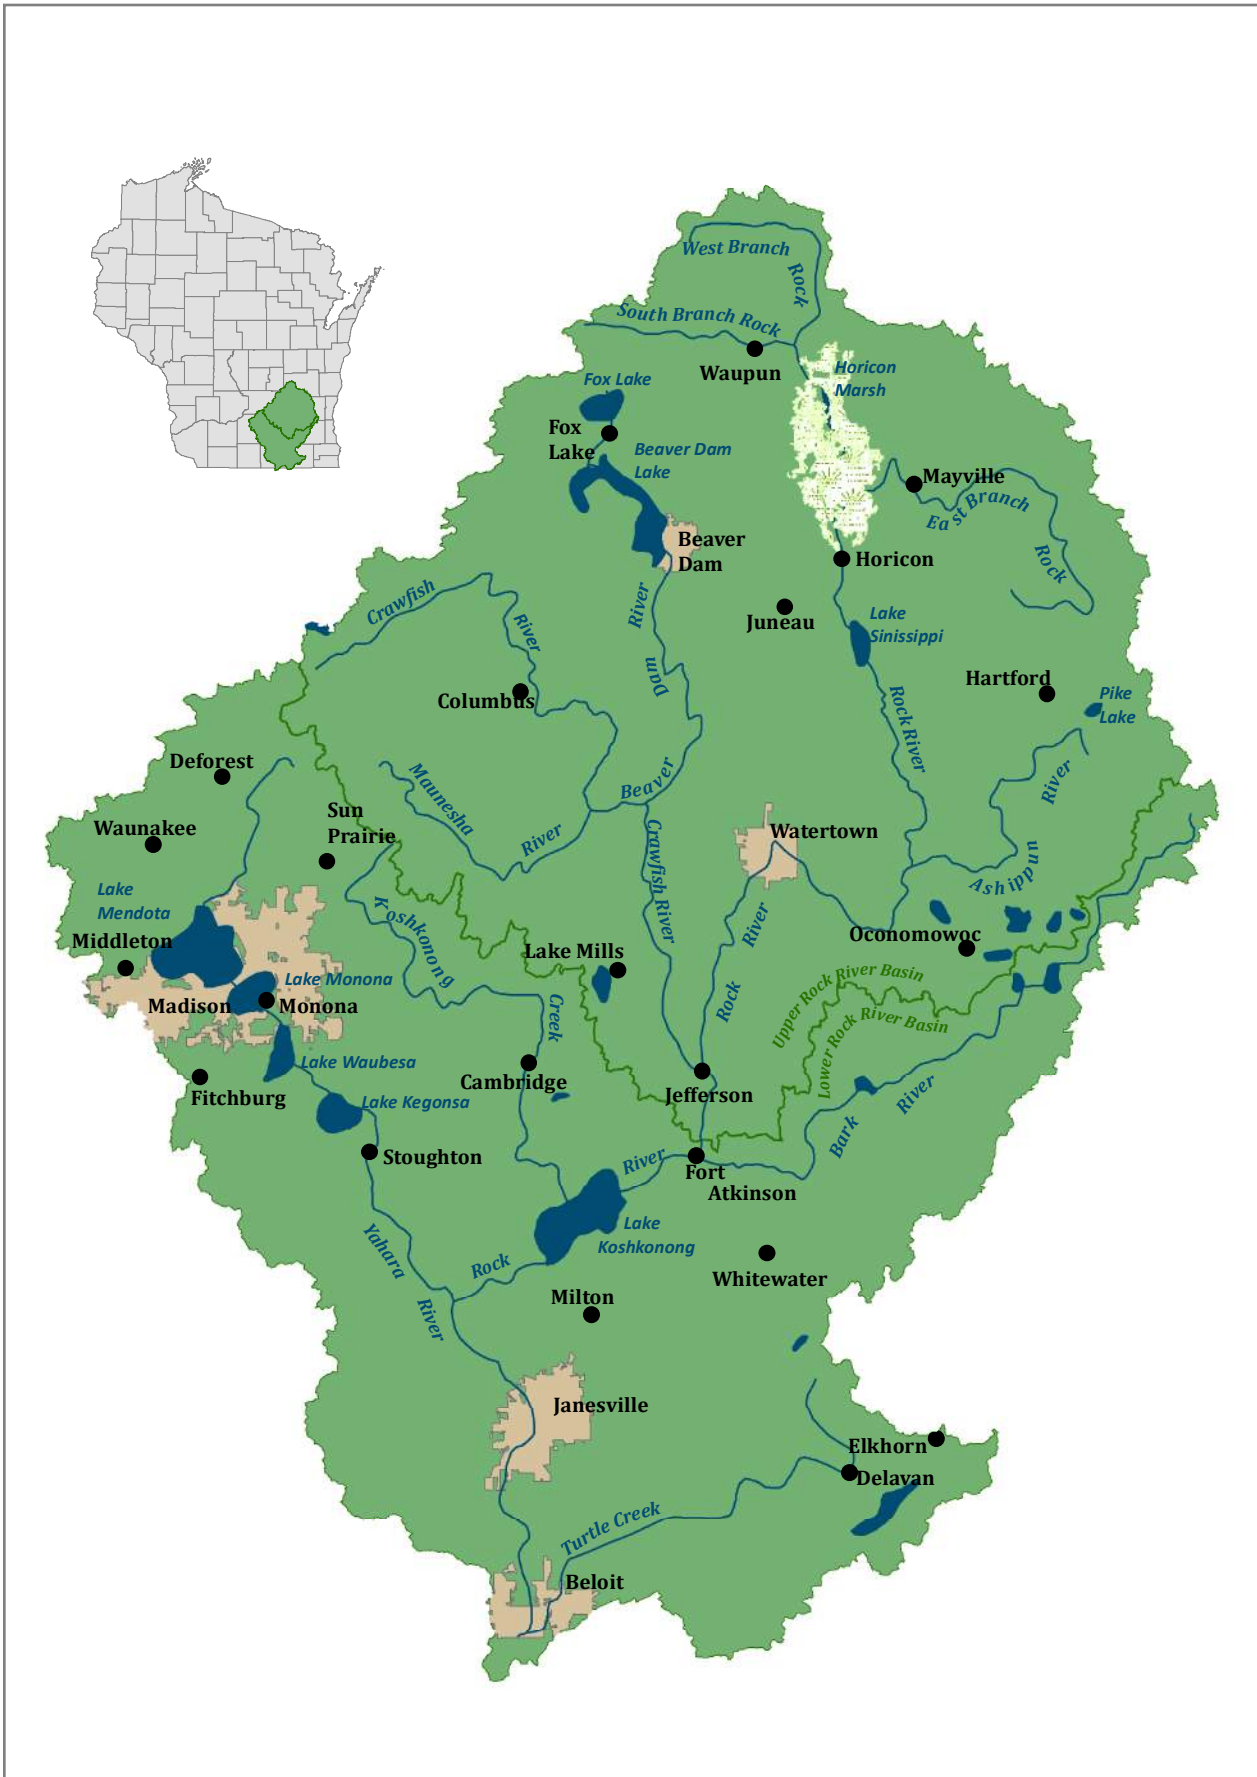 West Branch
Rock
South Branch Rock
Waupun
Horicon
Marsh
Fox Lake
Fox
Lake
Beaver Dam
Lake
Mayville
East Branch
Rock
Beaver
Dam
Horicon
Crawfish
River
River
Dam
Juneau
Lake
Sinissippi
Columbus
Hartford
Pike
Lake
Rock River
Deforest
Maunesha
River
Beaver
River
Sun
Prairie
Waunakee
Watertown
Crawfish River
Ashippun
Lake
Mendota
Koshkonong
Creek
Middleton
Lake Mills
River
Rock
Oconomowoc
Lake Monona
Madison
Monona
Upper Rock River Basin
Lower Rock River Basin
Lake Waubesa
Cambridge
Fitchburg
Lake Kegonsa
Jefferson
River
Bark
Stoughton
River
Fort
Atkinson
Lake
Koshkonong
Yahara
River
Rock
Whitewater
Milton
Janesville
Elkhorn
Delavan
Turtle Creek
Beloit